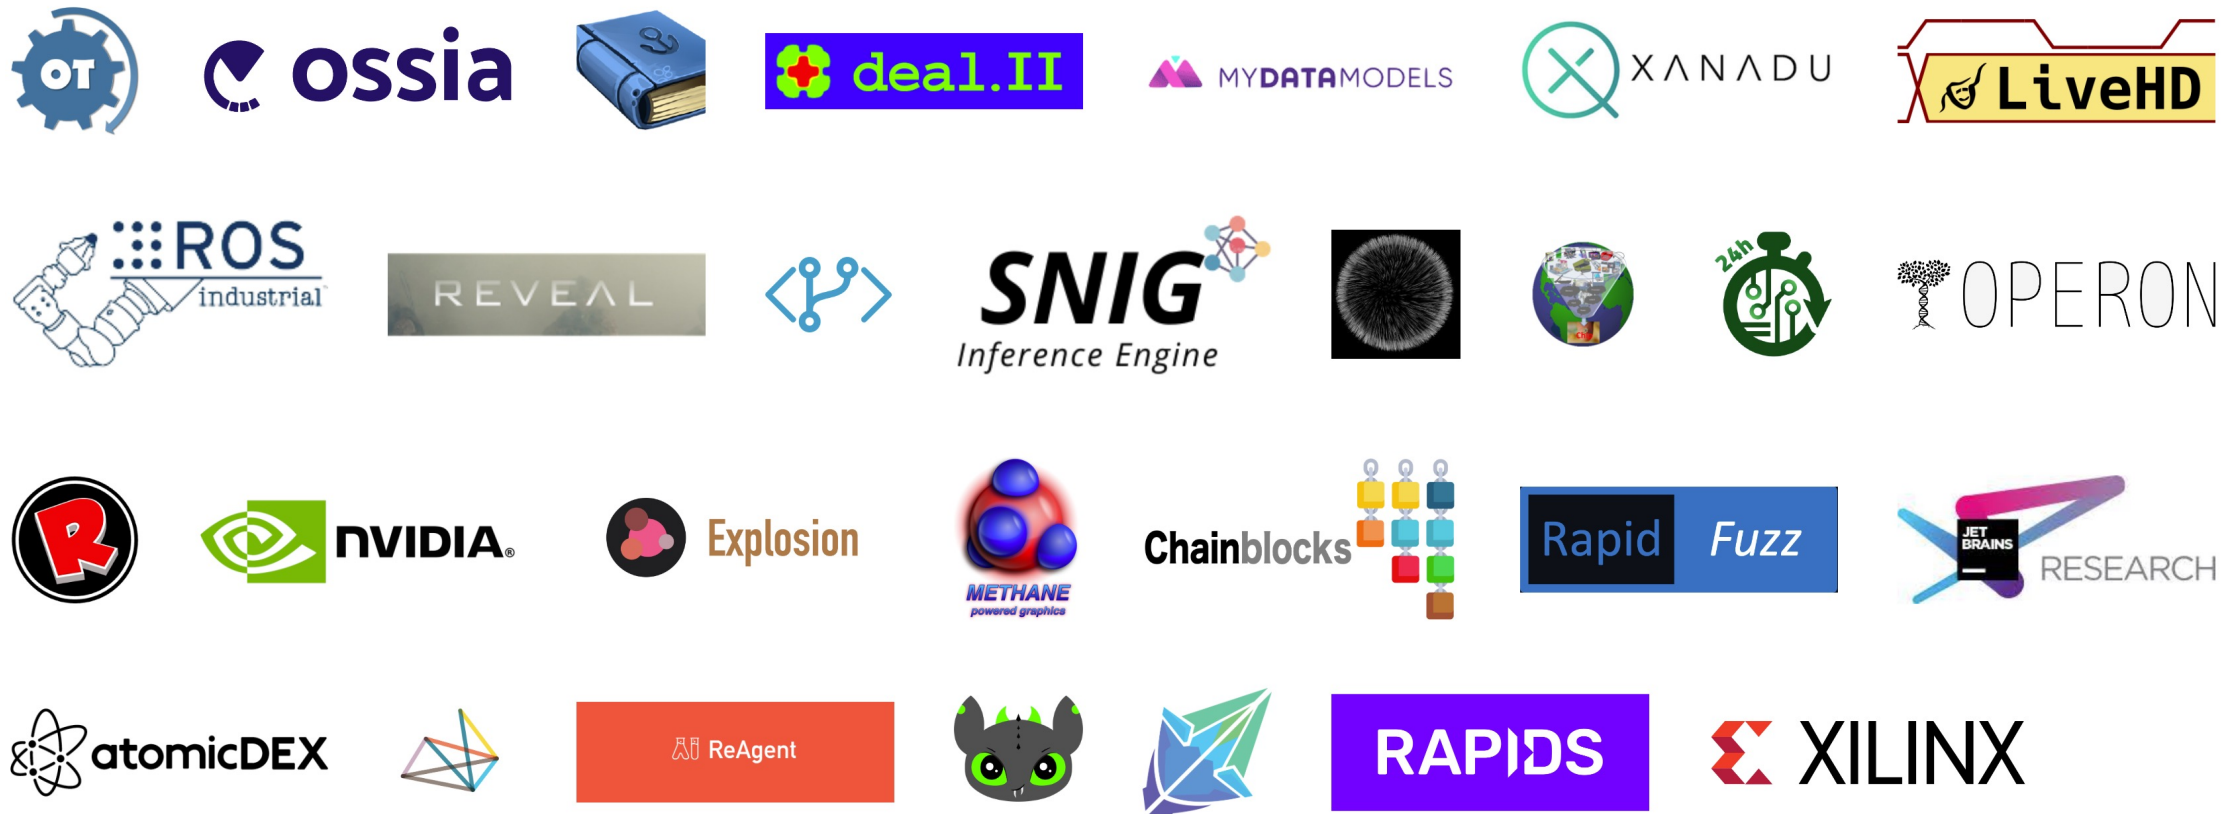 OT
ossia
deal.II
MYDATAMODELS
XANADU
LiveHD
ROS
industrial
REVEAL
SNIG
Inference Engine
24h
OPERON
R
NVIDIA®
Explosion
METHANE
powered graphics
Chainblocks
Rapid Fuzz
JET
BRAINS
RESEARCH
atomicDEX
ReAgent
RAPIDS
XILINX